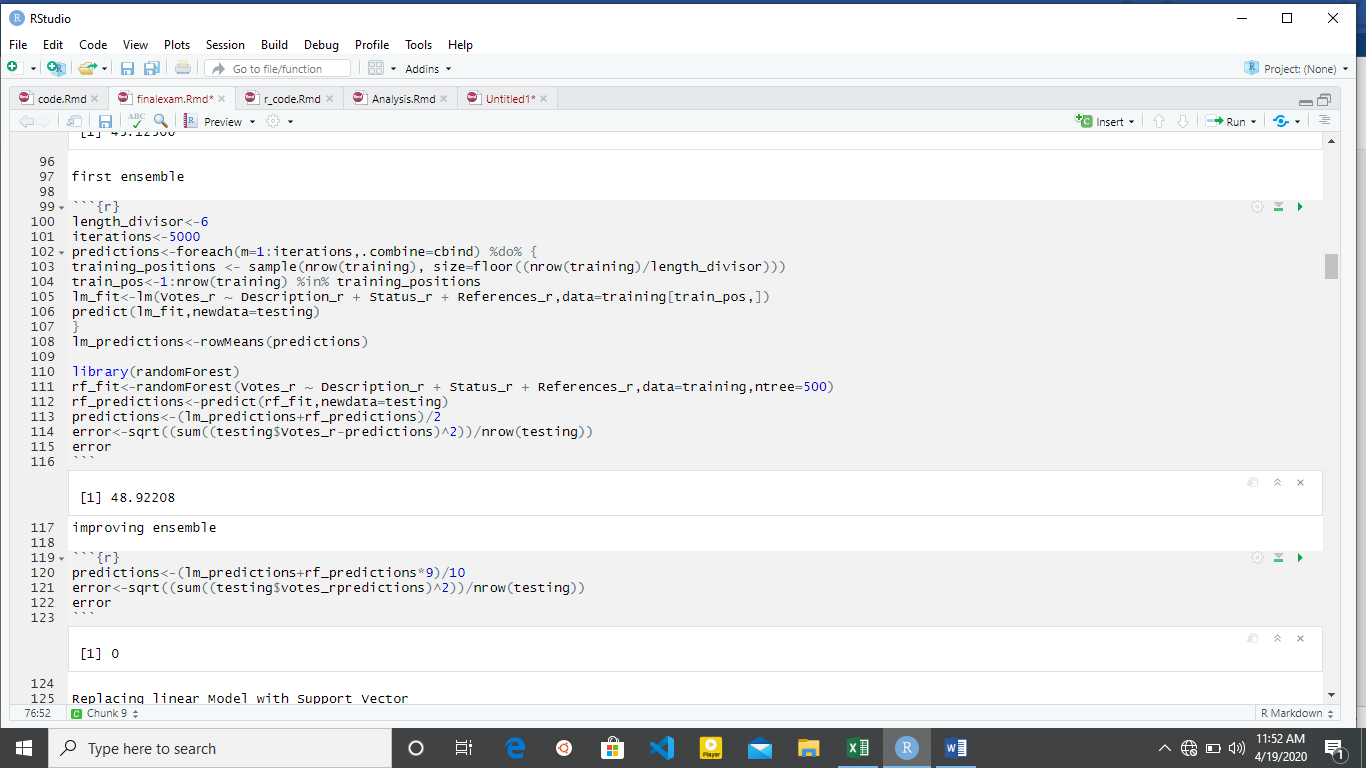 RStudio
File Edit Code View Plots Session Build Debug Profile Tools Help
Go to file/function Addins Project: (None)
code.Rmd finalexam.Rmd* r_code.Rmd Analysis.Rmd Untitled1*
ABC Preview Insert Run
[1] 49.12906
96
97 first ensemble
98
99 ```{r}
100 length_divisor<-6
101 iterations<-5000
102 predictions<-foreach(m=1:iterations,.combine=cbind) %do% {
103 training_positions <- sample(nrow(training), size=floor((nrow(training)/length_divisor)))
104 train_pos<-1:nrow(training) %in% training_positions
105 lm_fit<-lm(Votes_r ~ Description_r + Status_r + References_r,data=training[train_pos,])
106 predict(lm_fit,newdata=testing)
107 }
108 lm_predictions<-rowMeans(predictions)
109
110 library(randomForest)
111 rf_fit<-randomForest(Votes_r ~ Description_r + Status_r + References_r,data=training,ntree=500)
112 rf_predictions<-predict(rf_fit,newdata=testing)
113 predictions<-(lm_predictions+rf_predictions)/2
114 error<-sqrt((sum((testing$Votes_r-predictions)^2))/nrow(testing))
115 error
116 ```
[1] 48.92208
117 improving ensemble
118
119 ```{r}
120 predictions<-(lm_predictions+rf_predictions*9)/10
121 error<-sqrt((sum((testing$votes_rpredictions)^2))/nrow(testing))
122 error
123 ```
[1] 0
124
125 Replacing linear Model with Support Vector
76:52 Chunk 9 R Markdown
Type here to search
Player
11:52 AM
4/19/2020
1